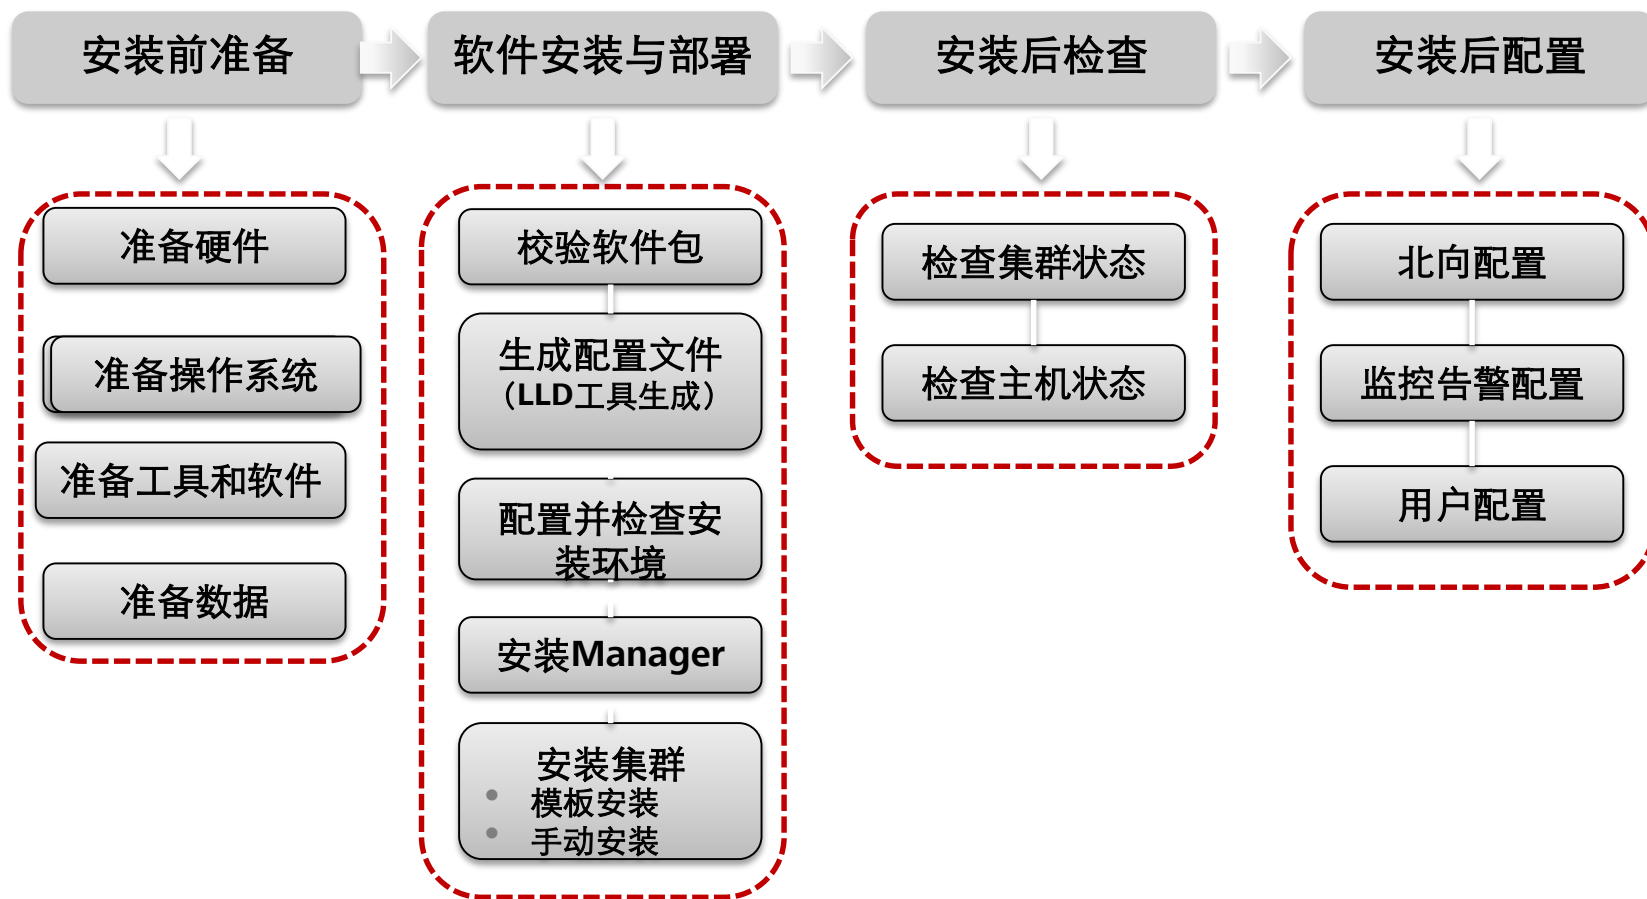 安装前准备
软件安装与部署
安装后检查
安装后配置
准备硬件
准备操作系统
准备工具和软件
准备数据
校验软件包
生成配置文件
（LLD工具生成）
配置并检查安
装环境
安装Manager
安装集群
• 模板安装
• 手动安装
检查集群状态
检查主机状态
北向配置
监控告警配置
用户配置